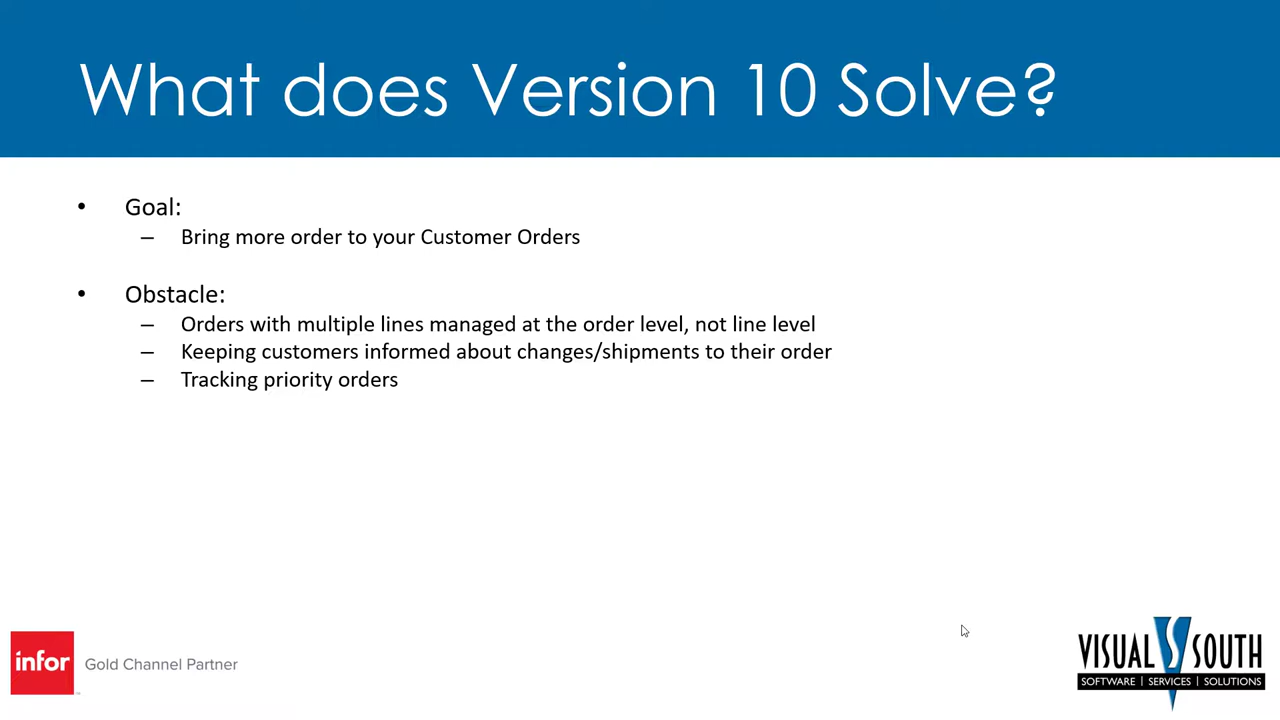 What does Version 10 Solve?
• Goal:
– Bring more order to your Customer Orders
• Obstacle:
– Orders with multiple lines managed at the order level, not line level
– Keeping customers informed about changes/shipments to their order
– Tracking priority orders
infor Gold Channel Partner
VISUAL SOUTH
SOFTWARE | SERVICES | SOLUTIONS